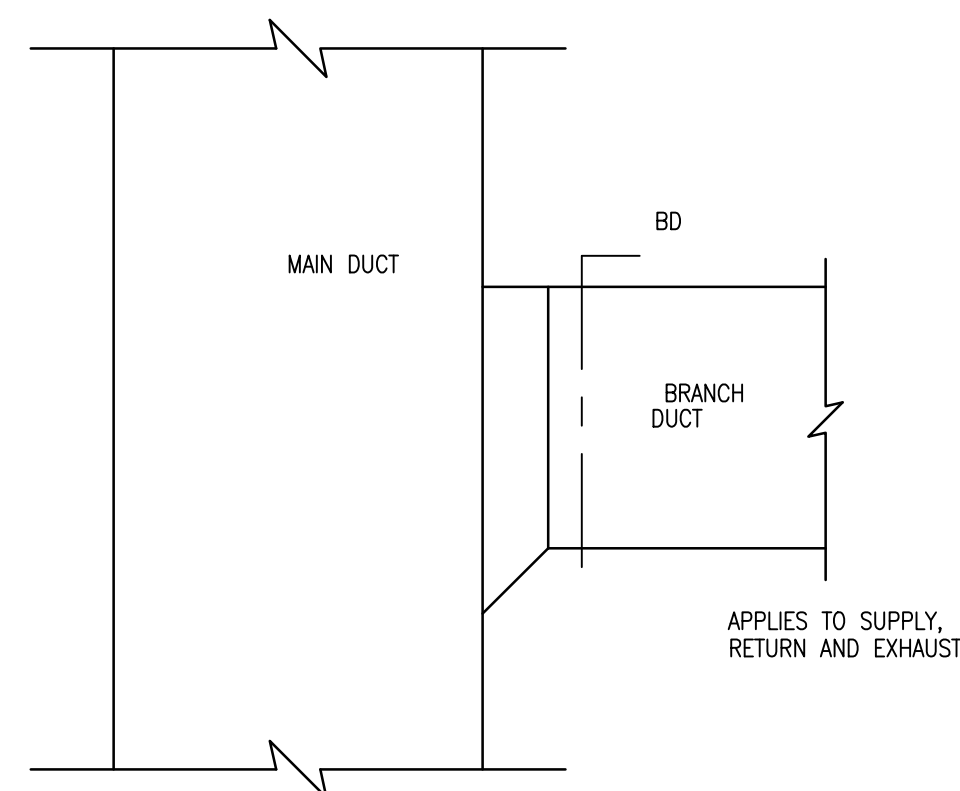 BD
MAIN DUCT
BRANCH
DUCT
APPLIES TO SUPPLY,
RETURN AND EXHAUST